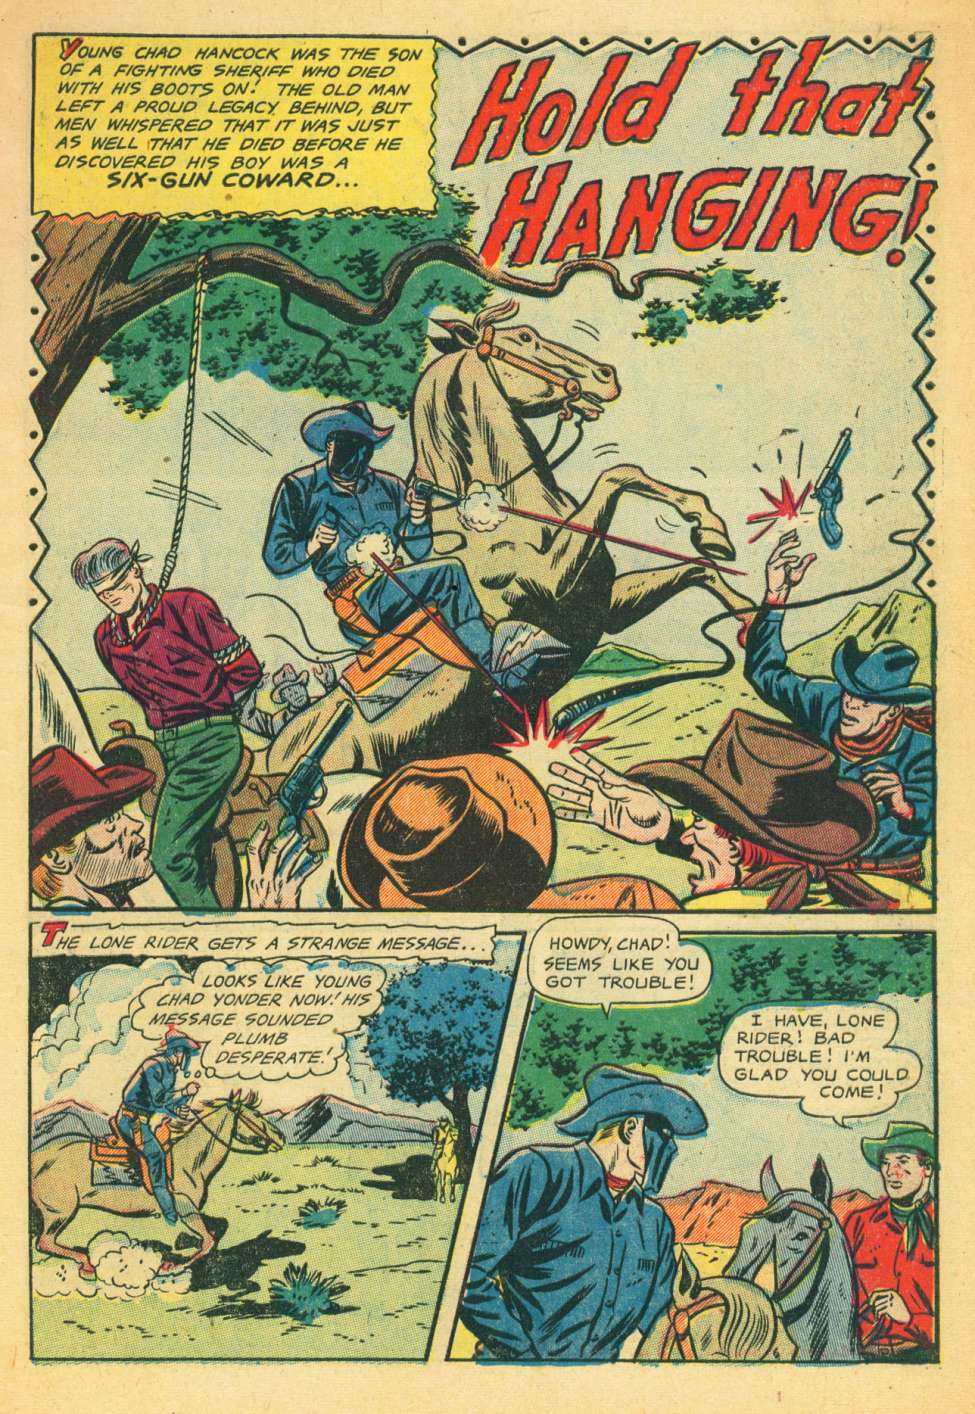 YOUNG CHAD HANCOCK WAS THE SON
OF A FIGHTING SHERIFF WHO DIED
WITH HIS BOOTS ON! THE OLD MAN
LEFT A PROUD LEGACY BEHIND, BUT
MEN WHISPERED THAT IT WAS JUST
AS WELL THAT HE DIED BEFORE HE
DISCOVERED HIS BOY WAS A
SIX-GUN COWARD...
Hold that
HANGING!
THE LONE RIDER GETS A STRANGE MESSAGE...
LOOKS LIKE YOUNG
CHAD YONDER NOW! HIS
MESSAGE SOUNDED
PLUMB
DESPERATE!
HOWDY, CHAD!
SEEMS LIKE YOU
GOT TROUBLE!
I HAVE, LONE
RIDER! BAD
TROUBLE! I'M
GLAD YOU COULD
COME!